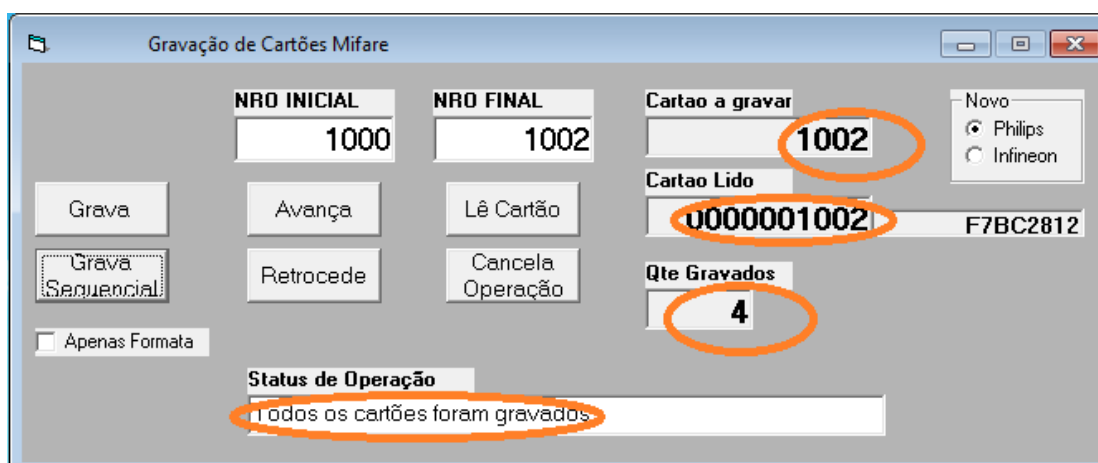 Gravação de Cartões Mifare
NRO INICIAL
NRO FINAL
Cartao a gravar
Novo
1000
1002
1002
Philips
Infineon
Cartao Lido
Grava
Avança
Lê Cartão
0000001002
F7BC2812
Grava
Sequencial
Retrocede
Cancela
Operação
Qte Gravados
4
Apenas Formata
Status de Operação
Todos os cartões foram gravados